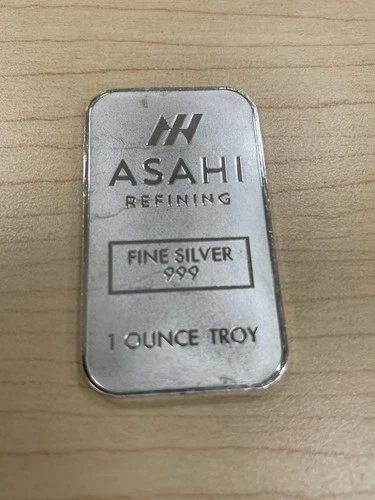 ASAHI
REFINING
FINE SILVER
999
1 OUNCE TROY